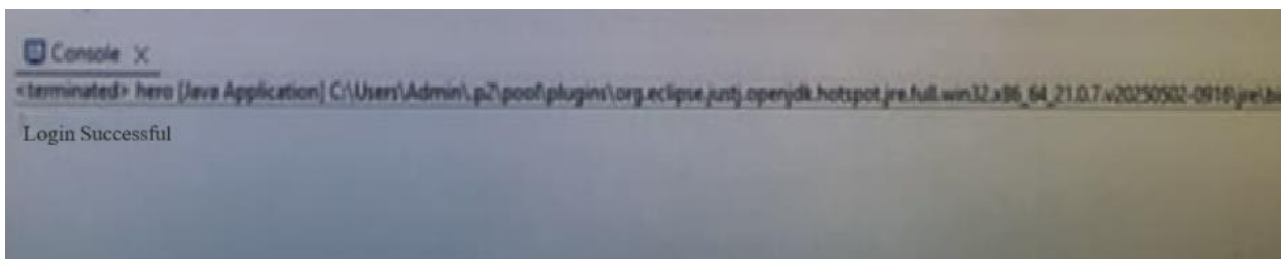 Console X
<terminated> hero [Java Application] C:\Users\Admin\.p2\pool\plugins\org.eclipse.justj.openjdk.hotspot.jre.full.win32.x86_64_21.0.7.v20250502-0916\jre\bin
Login Successful